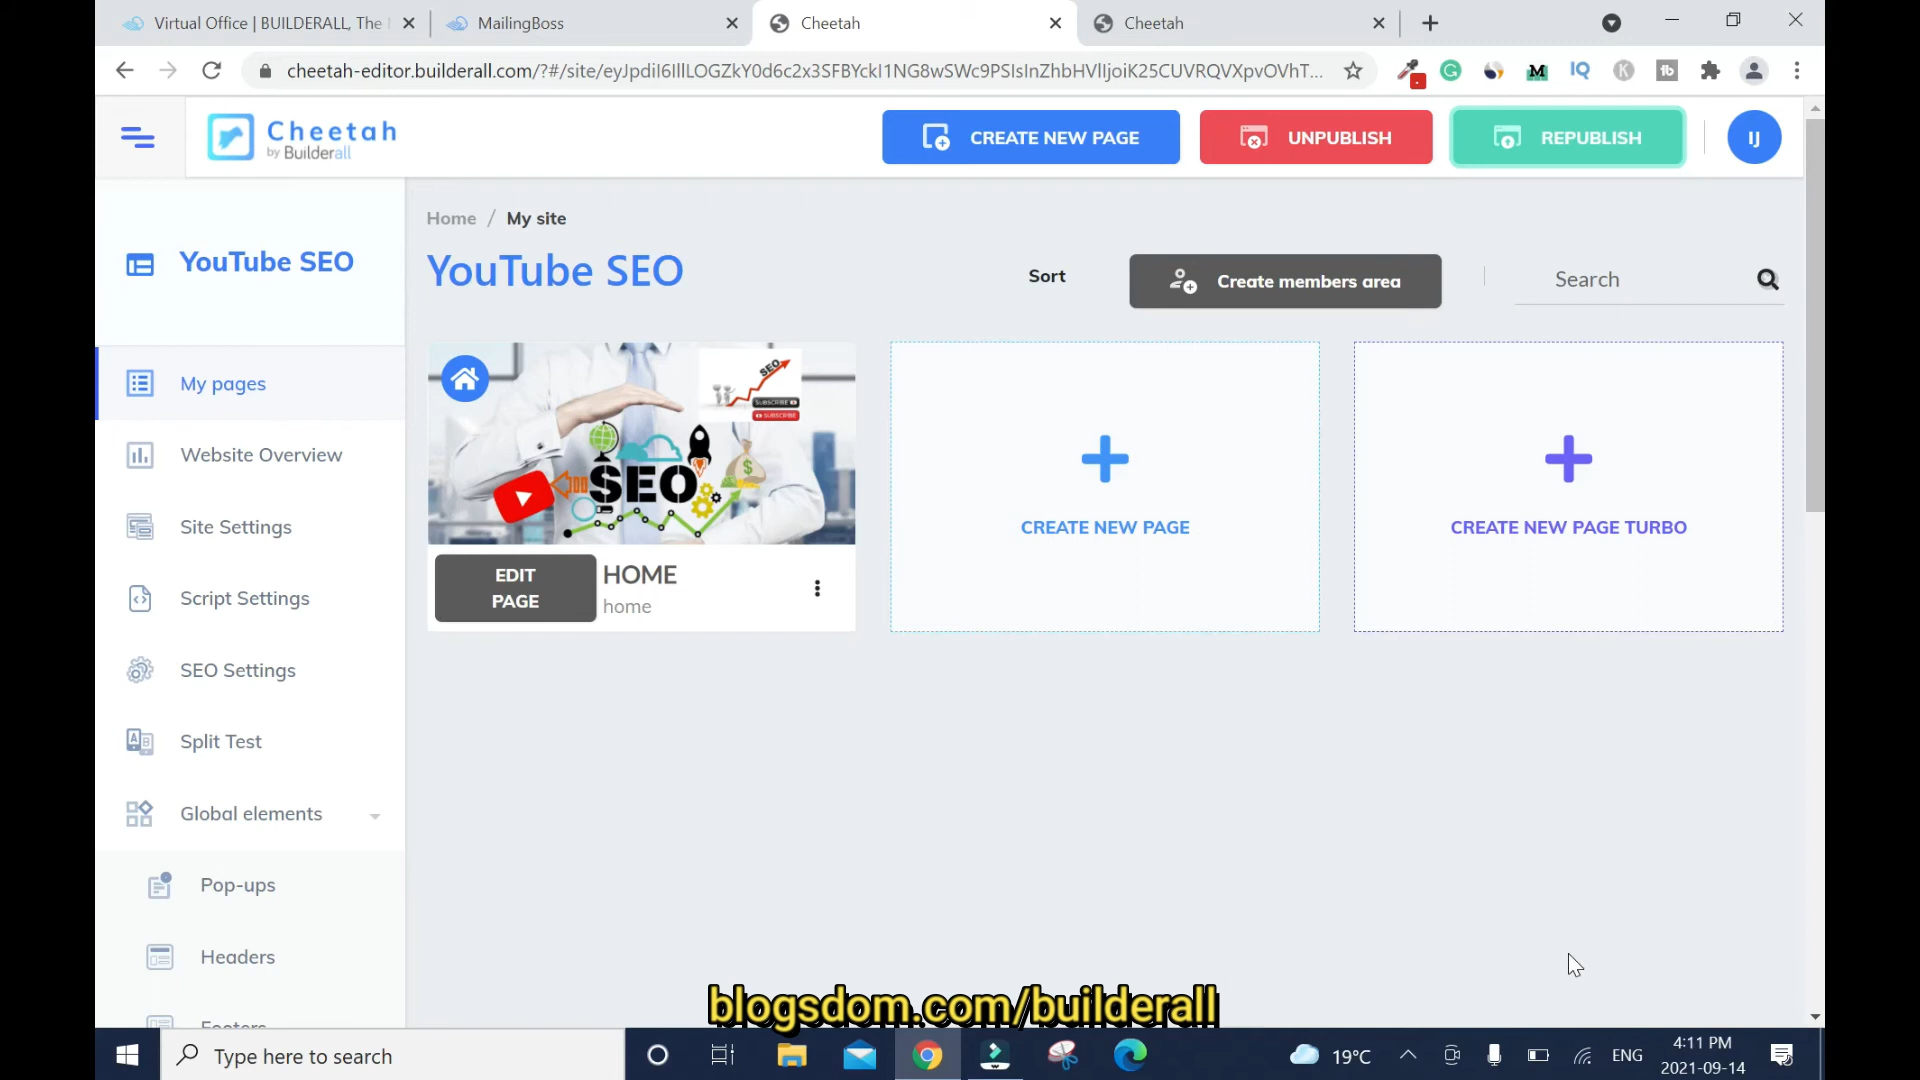 Virtual Office | BUILDERALL, The
MailingBoss
Cheetah
Cheetah
cheetah-editor.builderall.com/?#/site/
Cheetah
by Builderall
CREATE NEW PAGE
UNPUBLISH
REPUBLISH
IJ
YouTube SEO
Home / My site
YouTube SEO
Sort
Create members area
Search
My pages
Website Overview
Site Settings
Script Settings
SEO Settings
Split Test
Global elements
Pop-ups
Headers
Footers
SEO
SUBSCRIBE
SUBSCRIBE
SEO
EDIT
PAGE
HOME
home
CREATE NEW PAGE
CREATE NEW PAGE TURBO
blogsdom.com/builderall
Type here to search
19°C
ENG
4:11 PM
2021-09-14